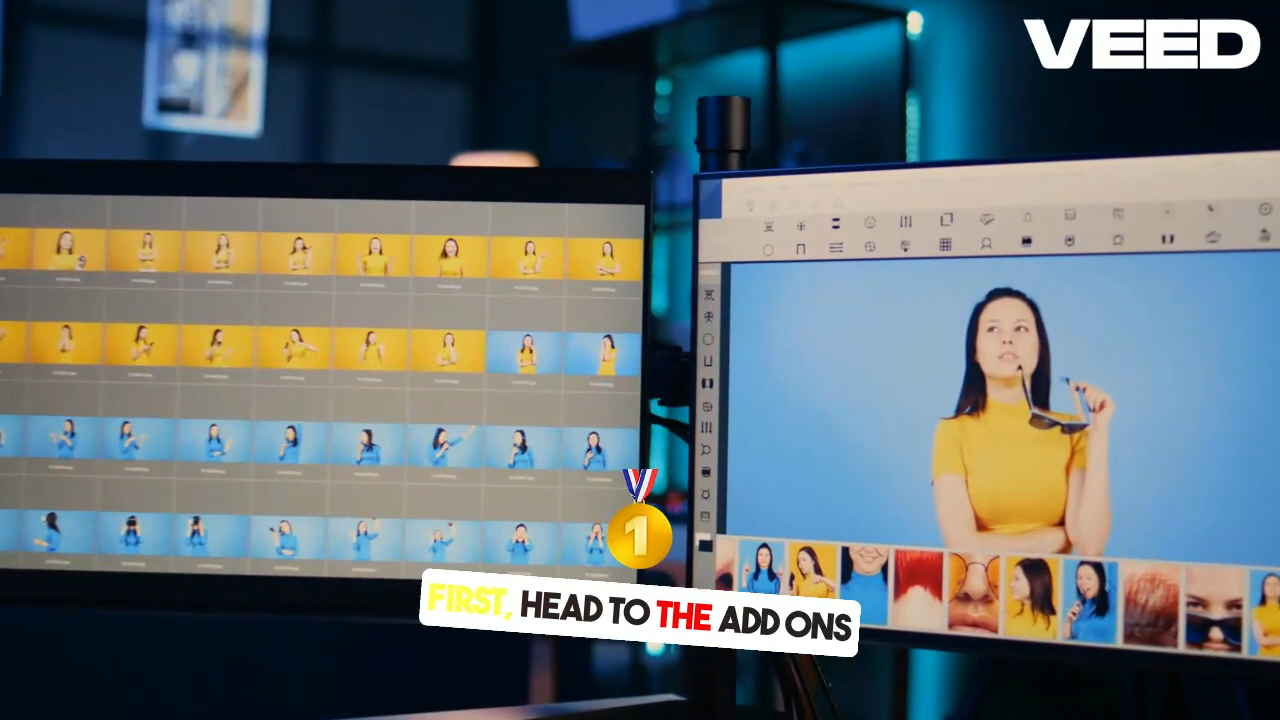 VEED
1
FIRST, HEAD TO THE ADD ONS